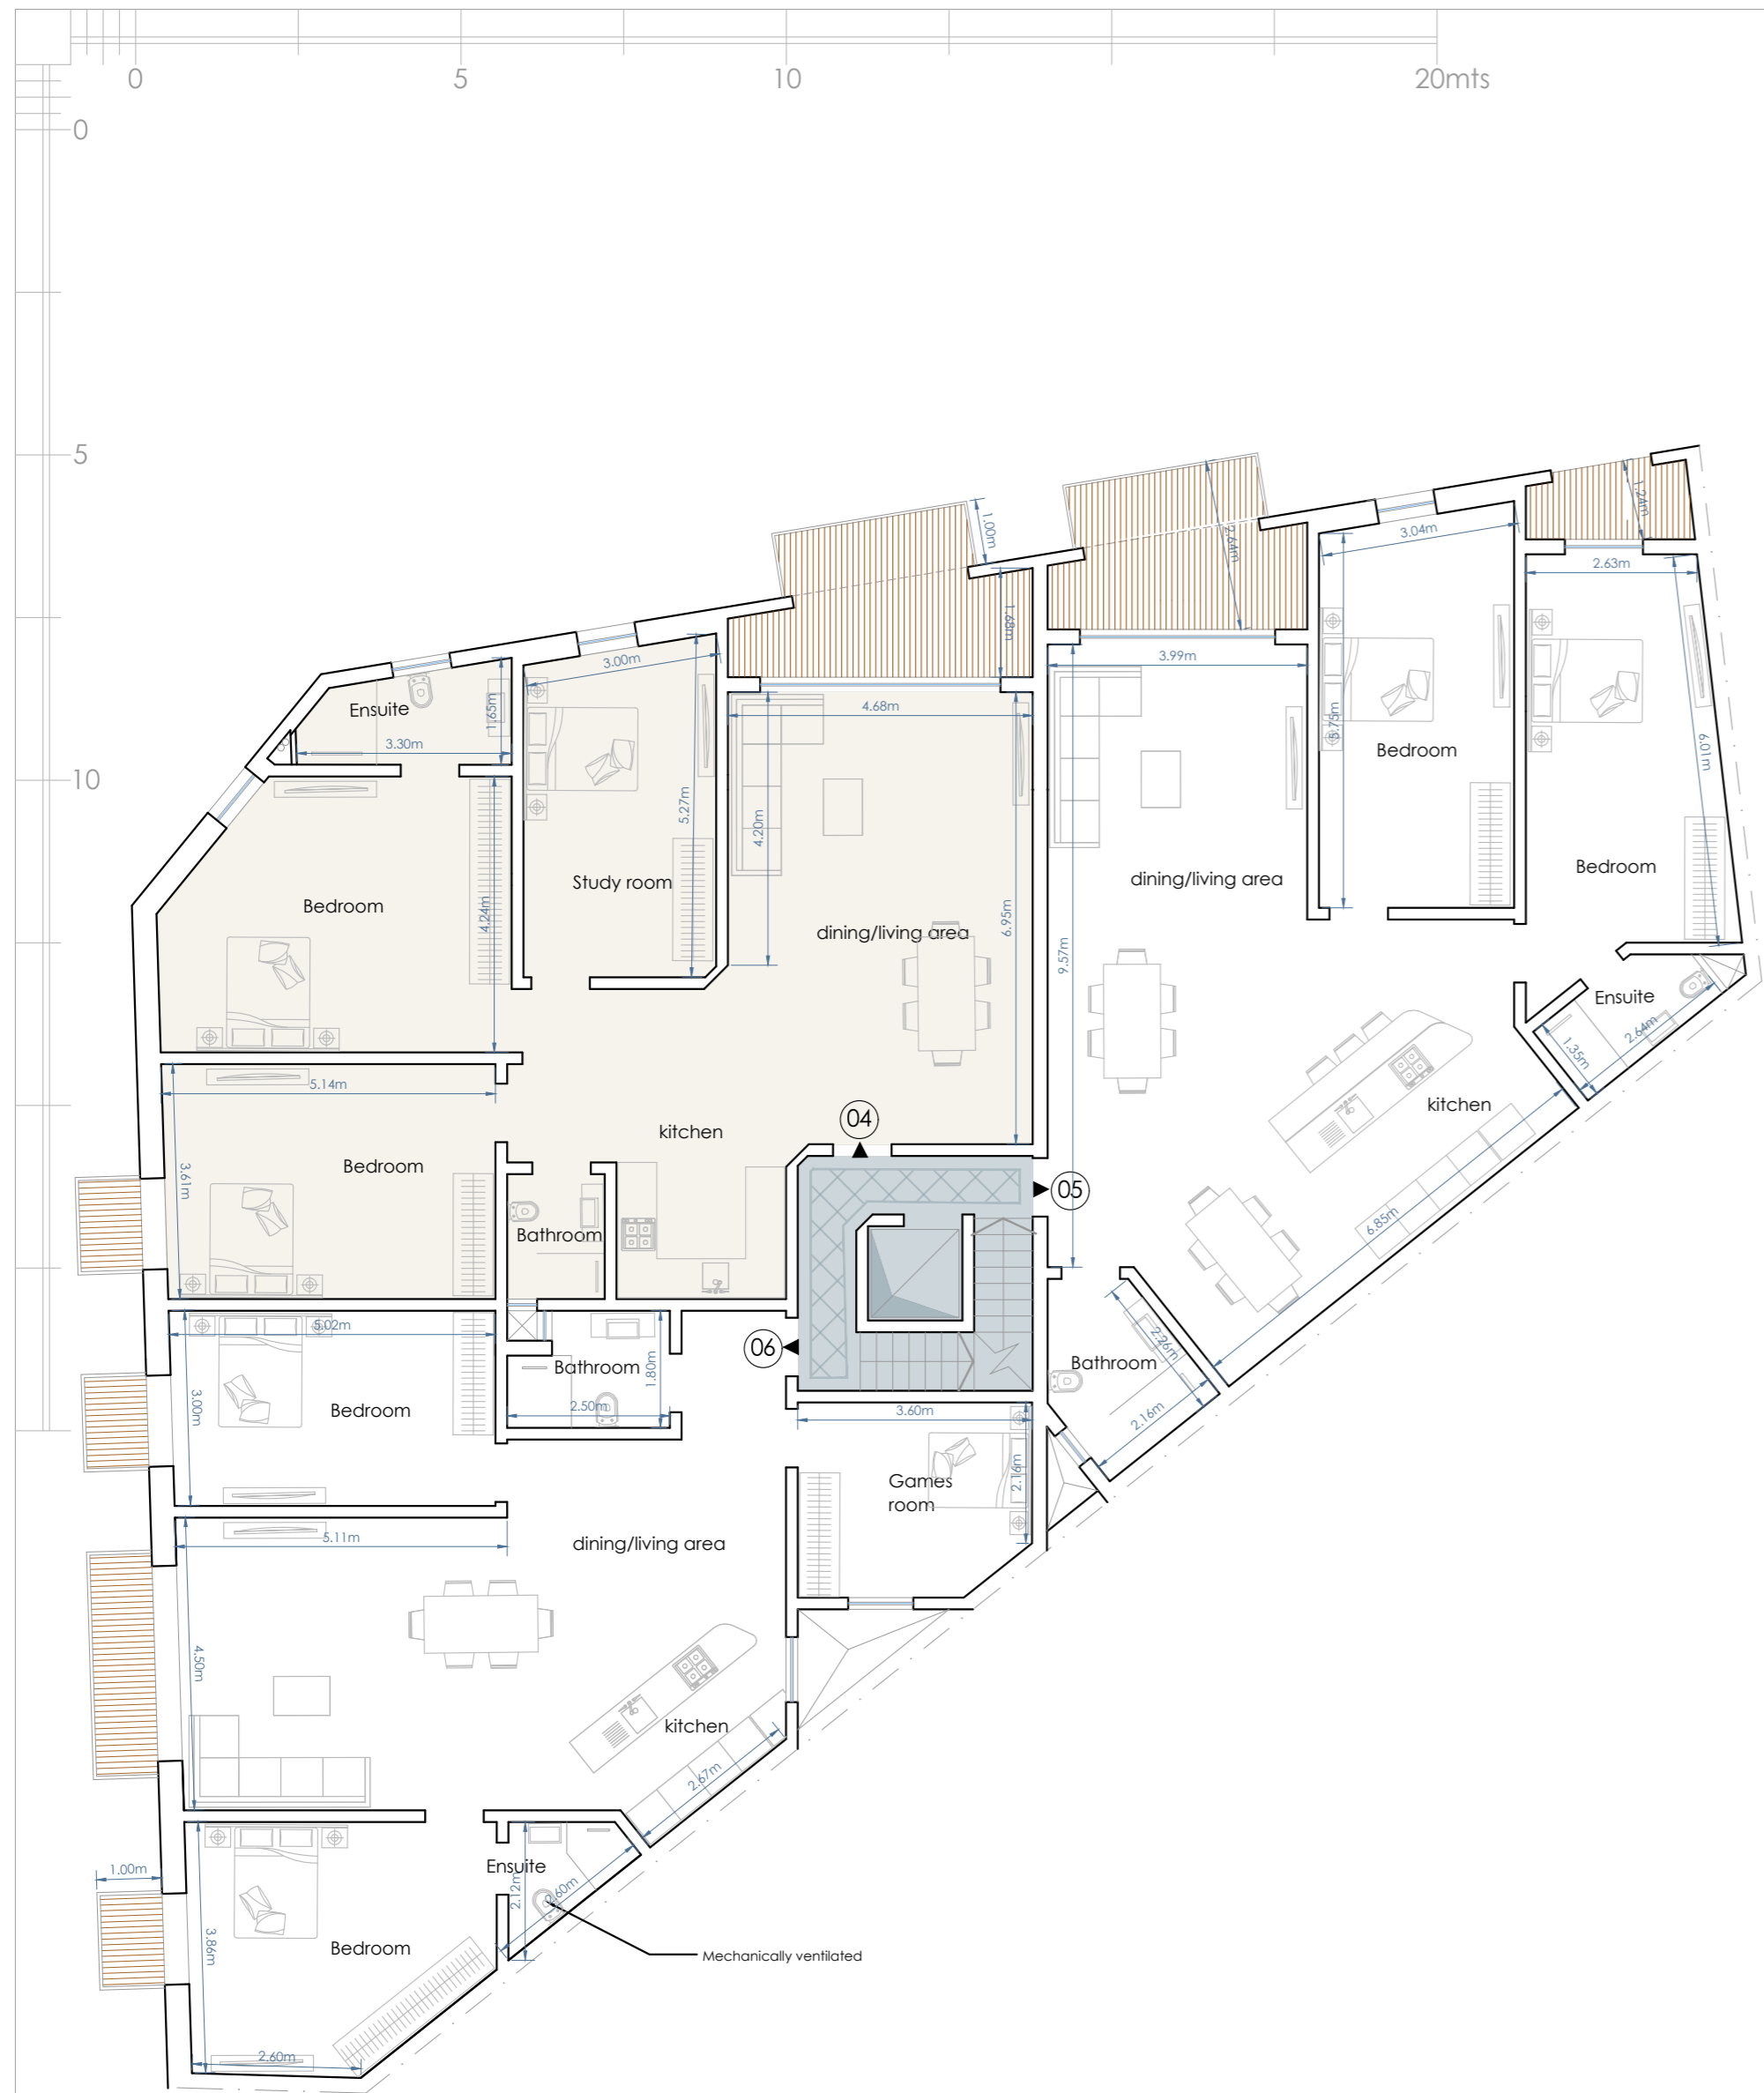 0
5
10
20mts
0
5
10
1.00m
2.64m
3.04m
1.24m
2.63m
1.68m
3.00m
3.99m
Ensuite
1.65m
3.30m
4.68m
5.75m
Bedroom
6.01m
5.27m
4.20m
Study room
Bedroom
4.24m
dining/living area
6.95m
dining/living area
9.57m
Bedroom
Ensuite
2.64m
1.35m
5.14m
kitchen
04
kitchen
Bedroom
3.61m
05
Bathroom
6.85m
5.02m
06
Bathroom
1.80m
2.50m
Bedroom
3.00m
Bathroom
2.26m
2.16m
3.60m
Games
room
2.16m
5.11m
dining/living area
4.50m
kitchen
2.67m
1.00m
Ensuite
2.12m
2.60m
Bedroom
3.86m
Mechanically ventilated
2.60m